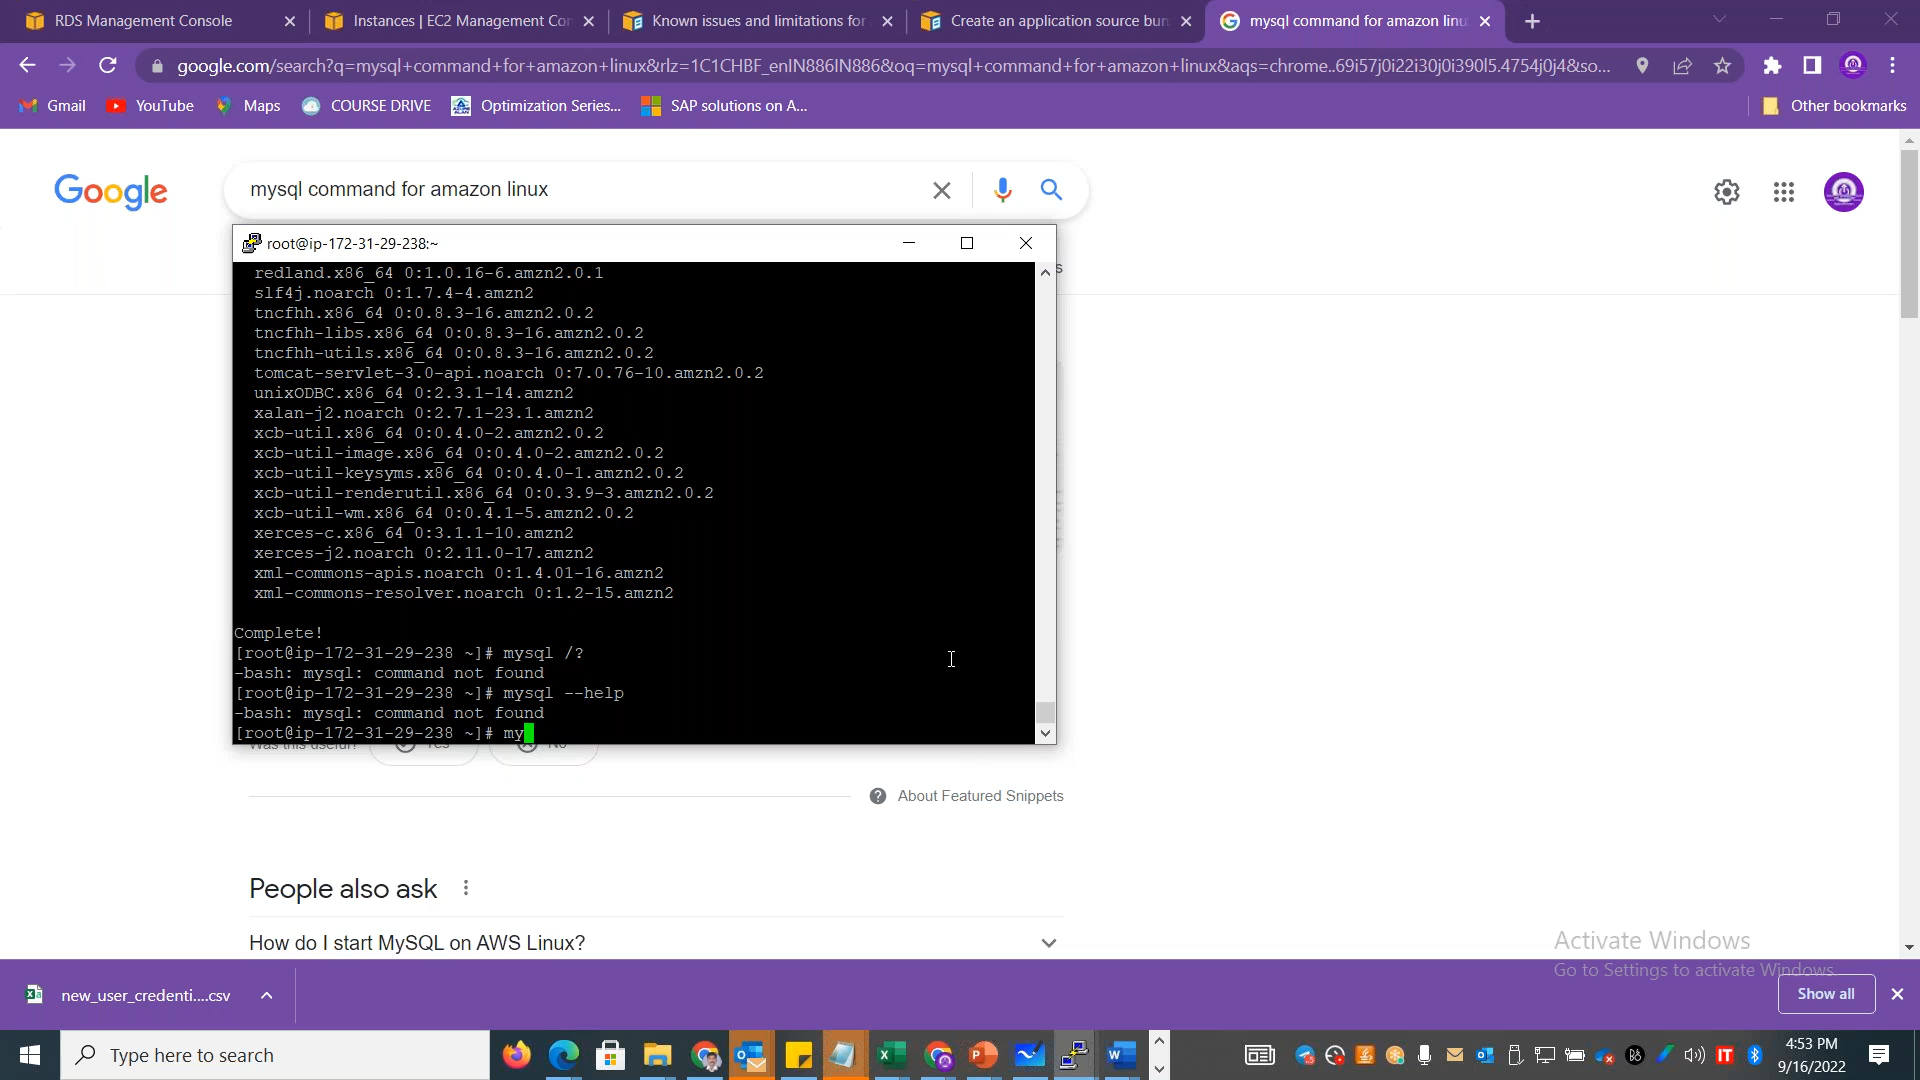 RDS Management Console
Instances | EC2 Management Con
Known issues and limitations for
Create an application source bun
mysql command for amazon linu
google.com/search?q=mysql+command+for+amazon+linux&rlz=1C1CHBF_enIN886IN886&oq=mysql+command+for+amazon+linux&aqs=chrome..69i57j0i22i30j0i390l5.4754j0j4&so...
Gmail
YouTube
Maps
COURSE DRIVE
Optimization Series...
SAP solutions on A...
Other bookmarks
Google
mysql command for amazon linux
root@ip-172-31-29-238:~
redland.x86_64 0:1.0.16-6.amzn2.0.1
slf4j.noarch 0:1.7.4-4.amzn2
tncfhh.x86_64 0:0.8.3-16.amzn2.0.2
tncfhh-libs.x86_64 0:0.8.3-16.amzn2.0.2
tncfhh-utils.x86_64 0:0.8.3-16.amzn2.0.2
tomcat-servlet-3.0-api.noarch 0:7.0.76-10.amzn2.0.2
unixODBC.x86_64 0:2.3.1-14.amzn2
xalan-j2.noarch 0:2.7.1-23.1.amzn2
xcb-util.x86_64 0:0.4.0-2.amzn2.0.2
xcb-util-image.x86_64 0:0.4.0-2.amzn2.0.2
xcb-util-keysyms.x86_64 0:0.4.0-1.amzn2.0.2
xcb-util-renderutil.x86_64 0:0.3.9-3.amzn2.0.2
xcb-util-wm.x86_64 0:0.4.1-5.amzn2.0.2
xerces-c.x86_64 0:3.1.1-10.amzn2
xerces-j2.noarch 0:2.11.0-17.amzn2
xml-commons-apis.noarch 0:1.4.01-16.amzn2
xml-commons-resolver.noarch 0:1.2-15.amzn2
Complete!
[root@ip-172-31-29-238 ~]# mysql /?
-bash: mysql: command not found
[root@ip-172-31-29-238 ~]# mysql --help
-bash: mysql: command not found
[root@ip-172-31-29-238 ~]# my
Was this useful?
Yes
No
About Featured Snippets
People also ask
How do I start MySQL on AWS Linux?
Activate Windows
Go to Settings to activate Windows.
new_user_credenti....csv
Show all
Type here to search
4:53 PM
9/16/2022